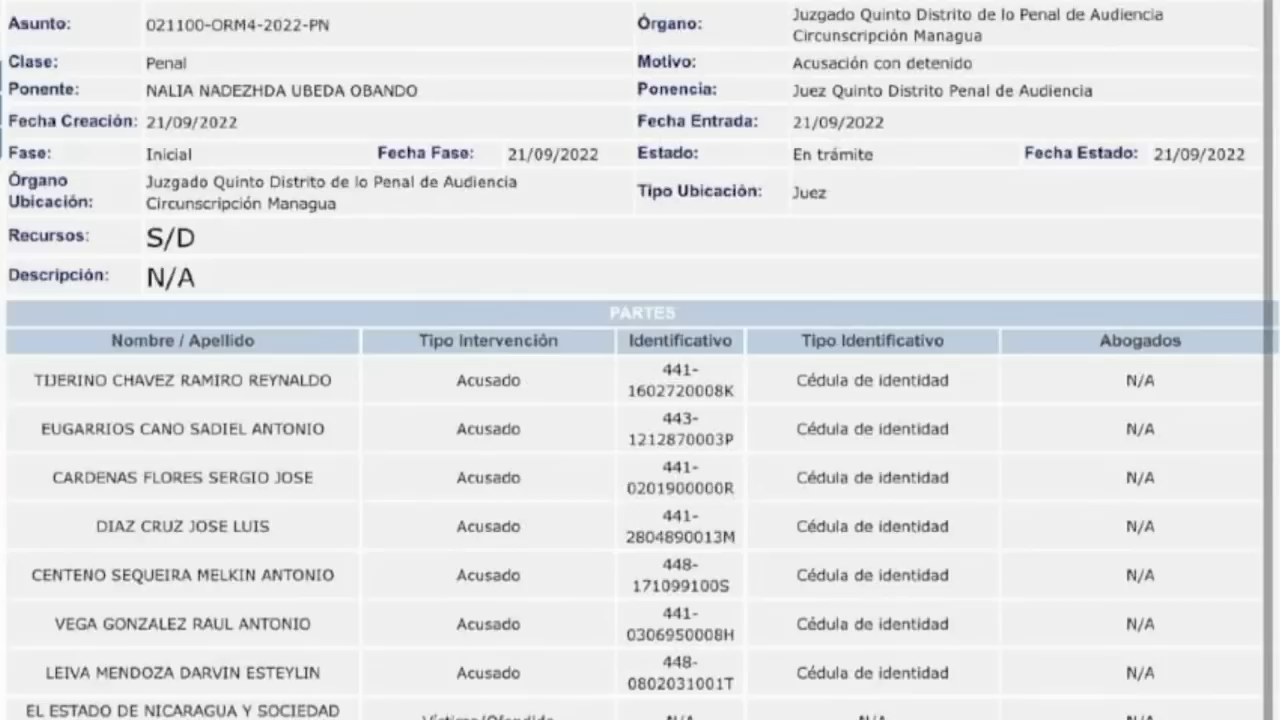 Asunto: 021100-ORM4-2022-PN Órgano: Juzgado Quinto Distrito de lo Penal de Audiencia
Circunscripción Managua
Clase: Penal Motivo: Acusación con detenido
Ponente: NALIA NADEZHDA UBEDA OBANDO Ponencia: Juez Quinto Distrito Penal de Audiencia
Fecha Creación: 21/09/2022 Fecha Entrada: 21/09/2022
Fase: Inicial Fecha Fase: 21/09/2022 Estado: En trámite Fecha Estado: 21/09/2022
Órgano Ubicación: Juzgado Quinto Distrito de lo Penal de Audiencia
Circunscripción Managua Tipo Ubicación: Juez
Recursos: S/D
Descripción: N/A
PARTES
Nombre / Apellido Tipo Intervención Identificativo Tipo Identificativo Abogados
TIJERINO CHAVEZ RAMIRO REYNALDO Acusado 441-
1602720008K Cédula de identidad N/A
EUGARRIOS CANO SADIEL ANTONIO Acusado 443-
1212870003P Cédula de identidad N/A
CARDENAS FLORES SERGIO JOSE Acusado 441-
0201900000R Cédula de identidad N/A
DIAZ CRUZ JOSE LUIS Acusado 441-
2804890013M Cédula de identidad N/A
CENTENO SEQUEIRA MELKIN ANTONIO Acusado 448-
171099100S Cédula de identidad N/A
VEGA GONZALEZ RAUL ANTONIO Acusado 441-
0306950008H Cédula de identidad N/A
LEIVA MENDOZA DARVIN ESTEYLIN Acusado 448-
0802031001T Cédula de identidad N/A
EL ESTADO DE NICARAGUA Y SOCIEDAD Víctima/Ofendido N/A N/A N/A